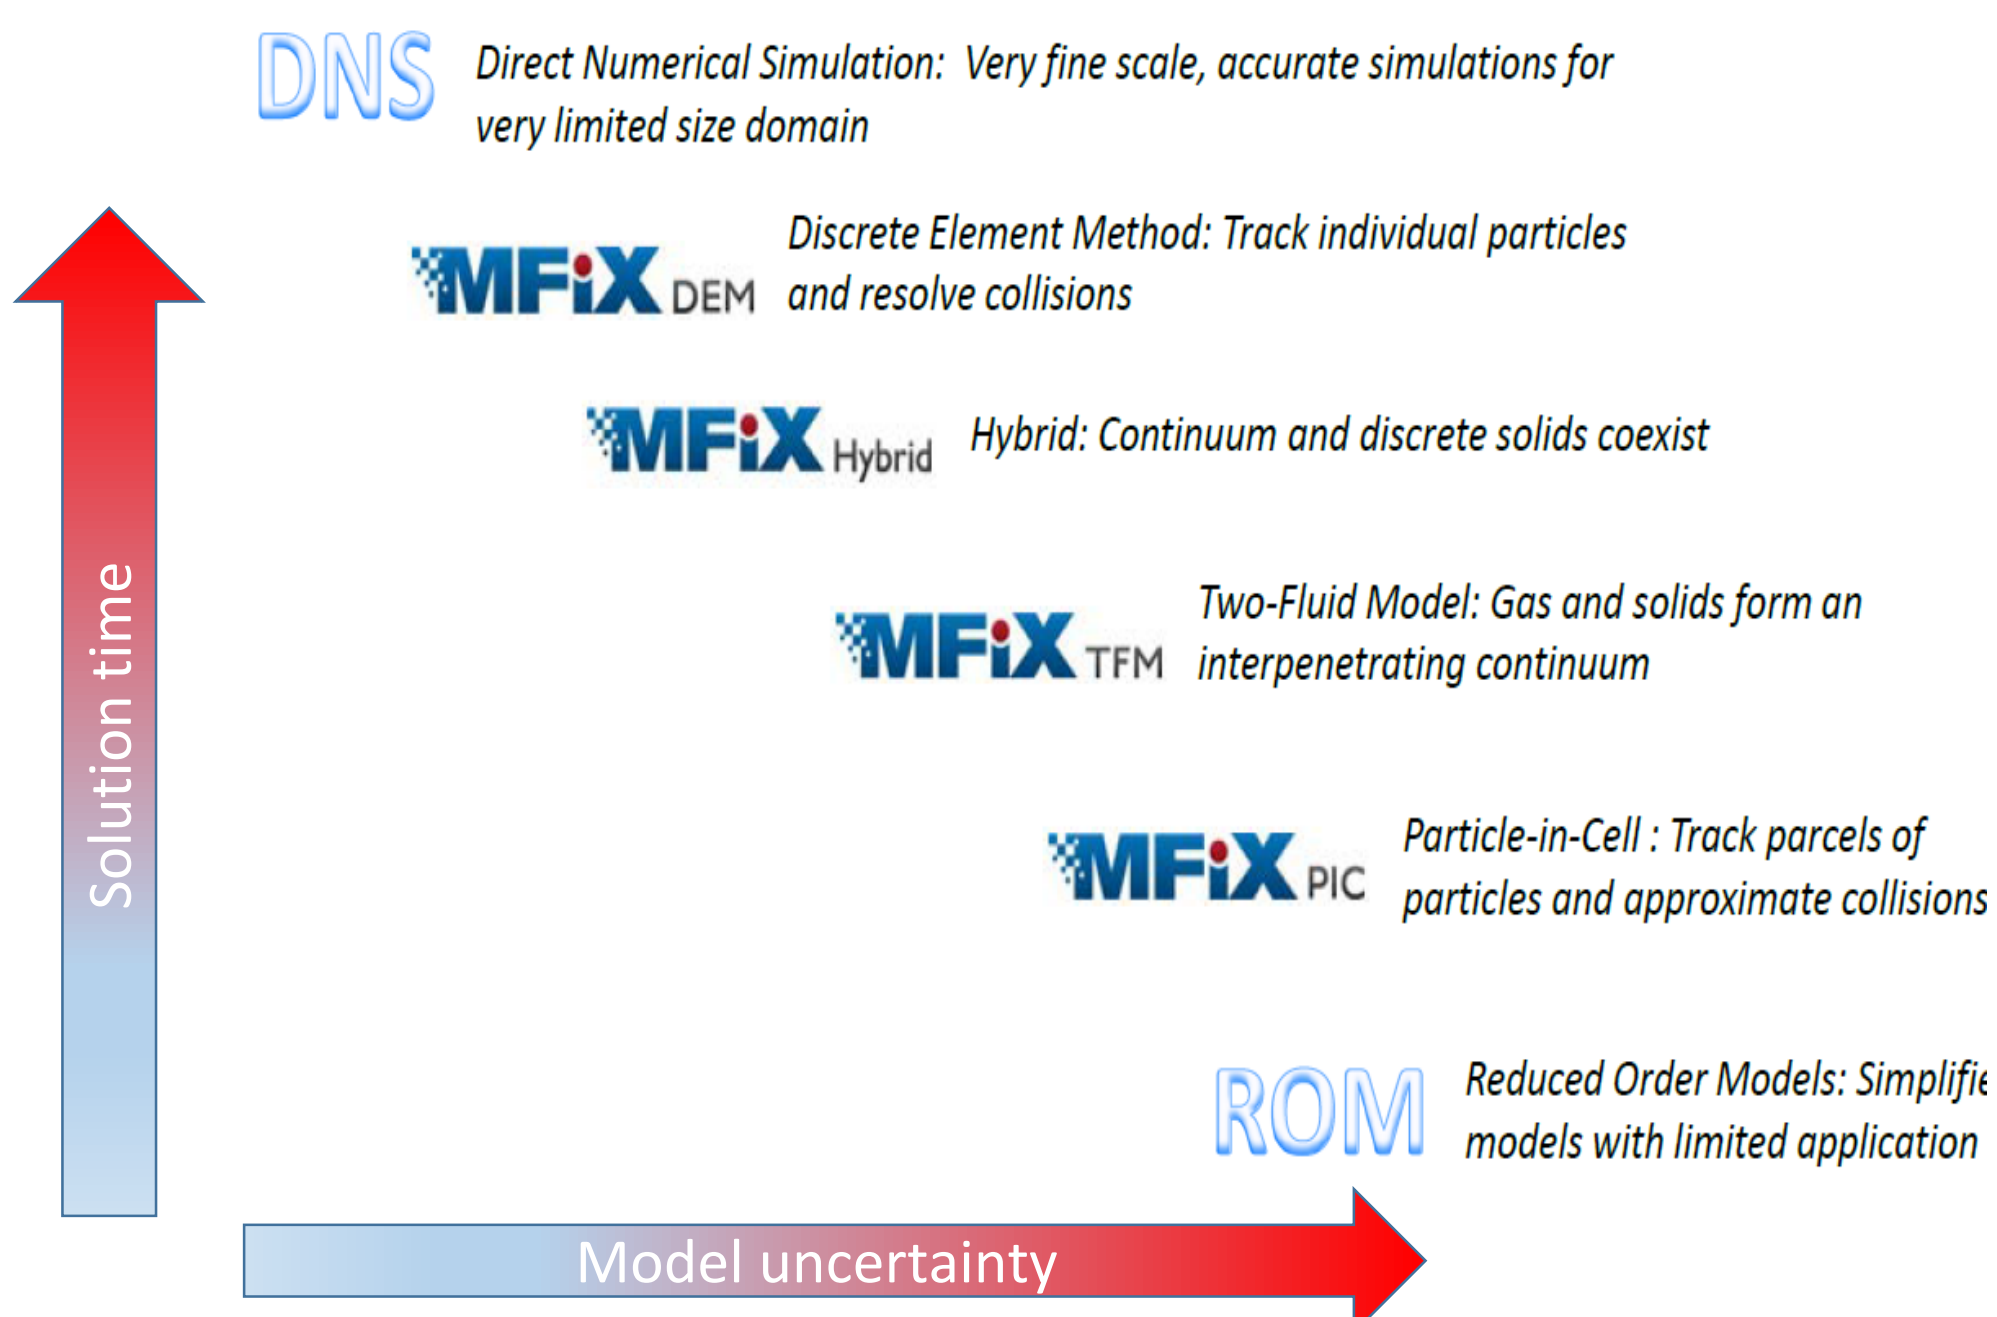 DNS
Direct Numerical Simulation:  Very fine scale, accurate simulations for
very limited size domain
MFiX DEM
Discrete Element Method: Track individual particles
and resolve collisions
MFiX Hybrid
Hybrid: Continuum and discrete solids coexist
MFiX TFM
Two-Fluid Model: Gas and solids form an
interpenetrating continuum
MFiX PIC
Particle-in-Cell : Track parcels of
particles and approximate collisions
ROM
Reduced Order Models: Simplifie
models with limited application
Solution time
Model uncertainty